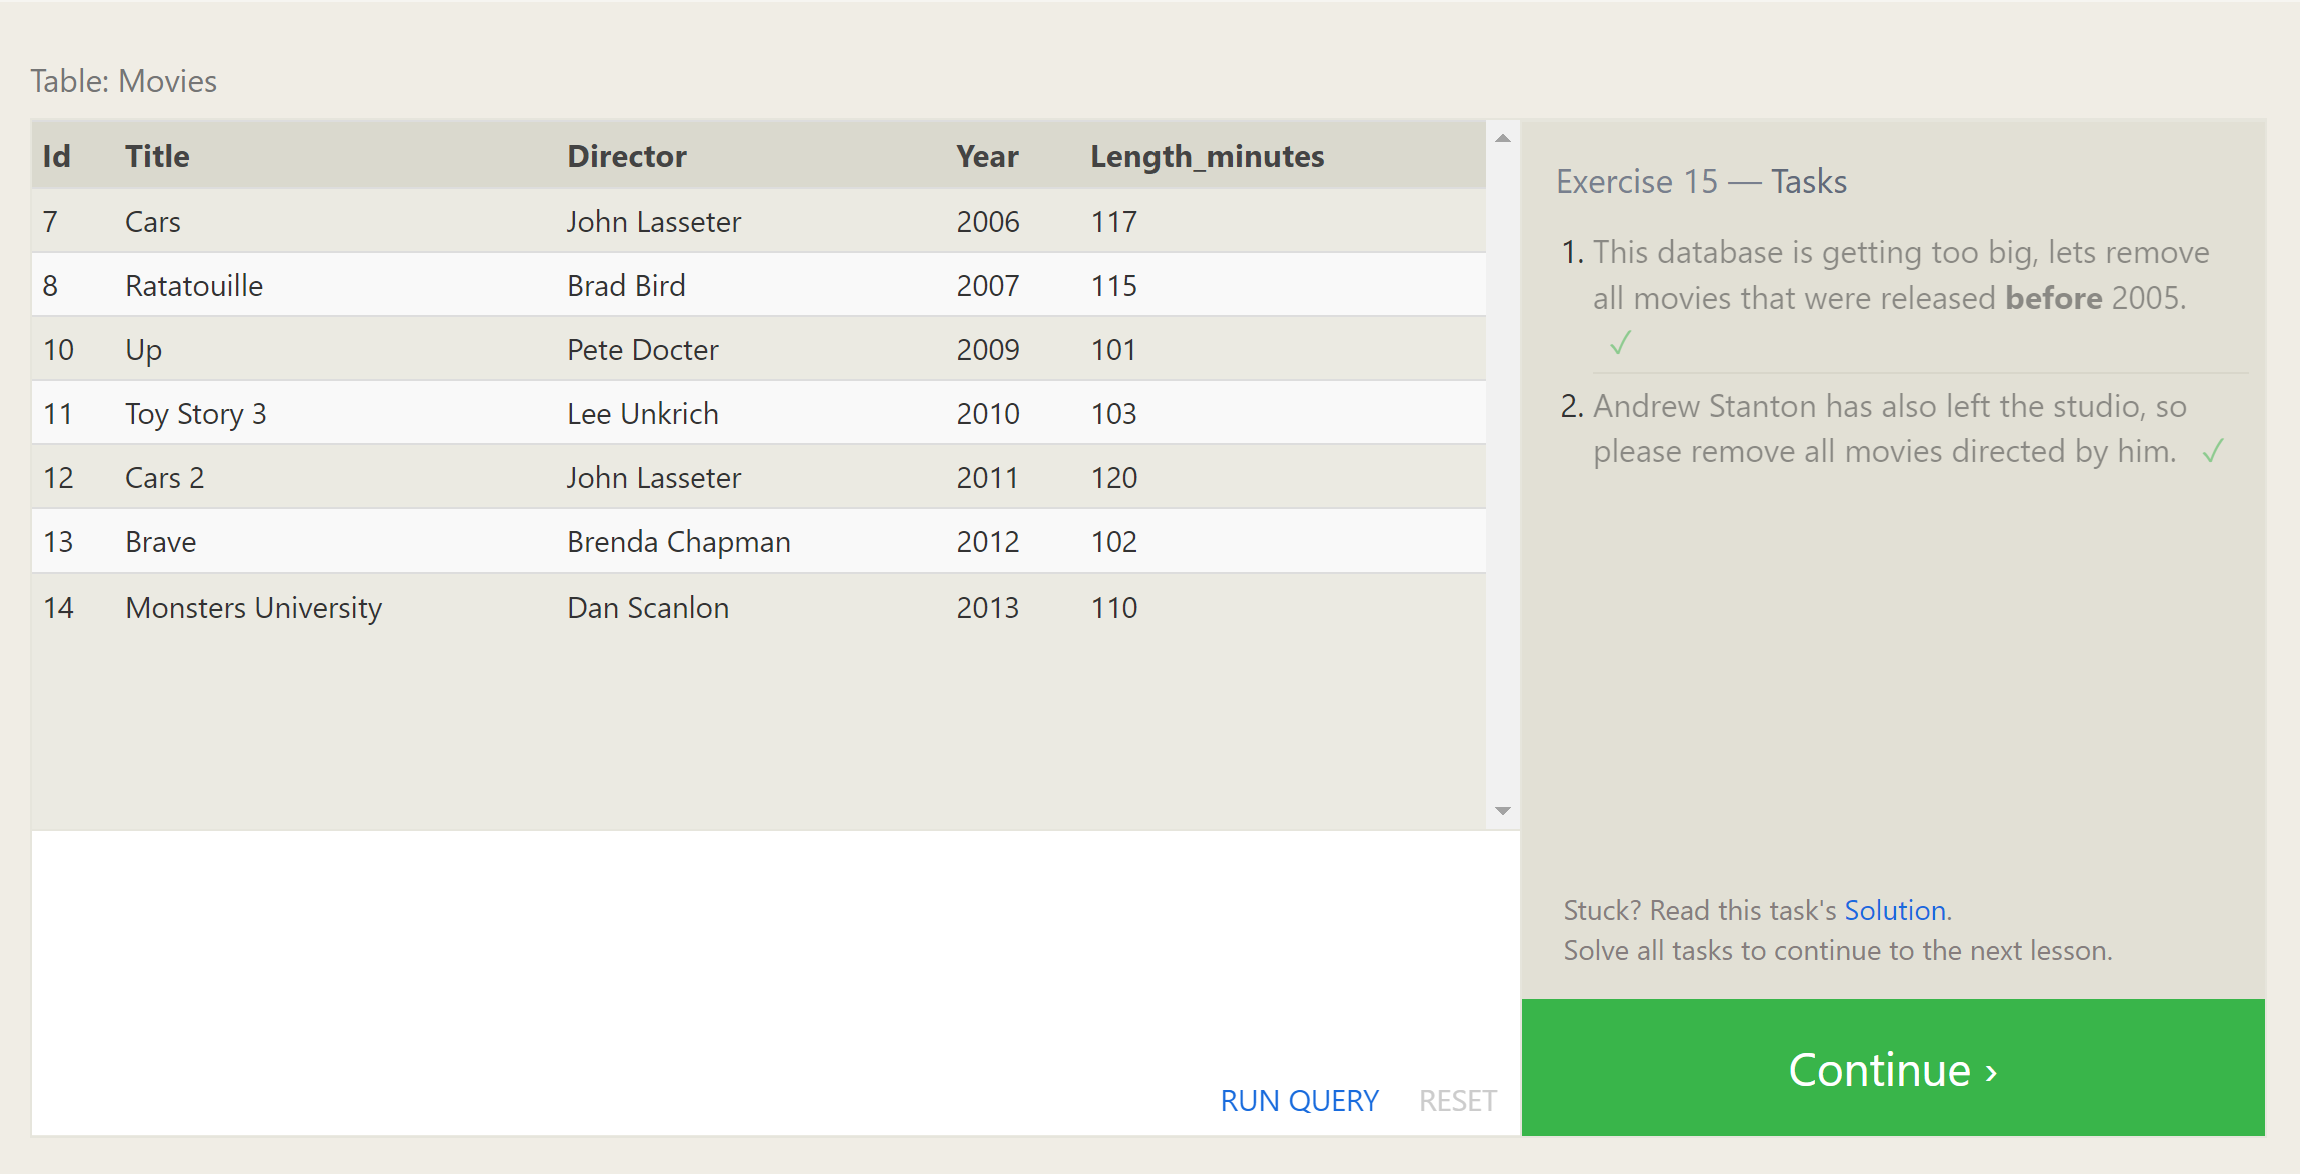 Table: Movies
Id Title Director Year Length_minutes
7 Cars John Lasseter 2006 117
8 Ratatouille Brad Bird 2007 115
10 Up Pete Docter 2009 101
11 Toy Story 3 Lee Unkrich 2010 103
12 Cars 2 John Lasseter 2011 120
13 Brave Brenda Chapman 2012 102
14 Monsters University Dan Scanlon 2013 110
RUN QUERY RESET
Exercise 15 — Tasks
1. This database is getting too big, lets remove
all movies that were released before 2005.
✓
2. Andrew Stanton has also left the studio, so
please remove all movies directed by him. ✓
Stuck? Read this task's Solution.
Solve all tasks to continue to the next lesson.
Continue ›